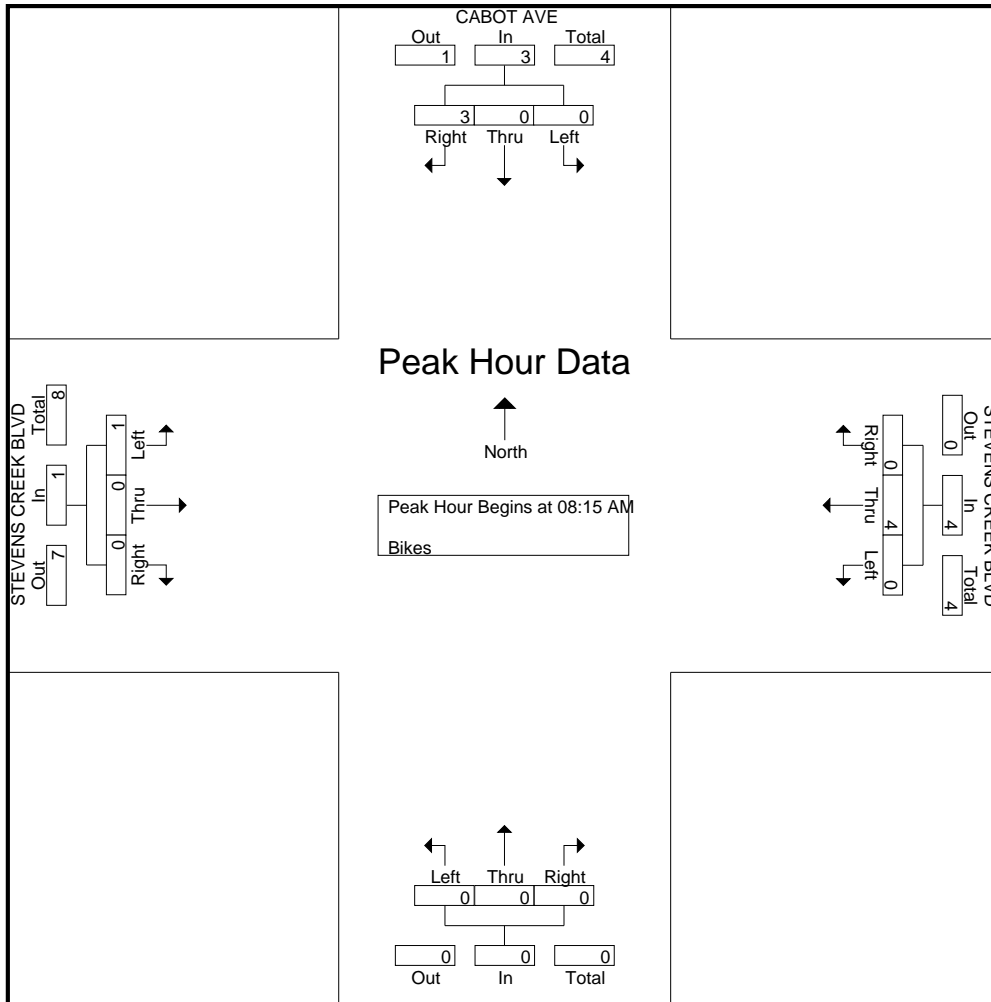 CABOT AVE
Out In Total
1 3 4
3 0 0
Right Thru Left
Peak Hour Data
North
Peak Hour Begins at 08:15 AM
Bikes
STEVENS CREEK BLVD
Total In Out
8 1 7
1 0 0
Left Thru Right
STEVENS CREEK BLVD
Out In Total
0 4 4
0 4 0
Right Thru Left
Left Thru Right
0 0 0
0 0 0
Out In Total